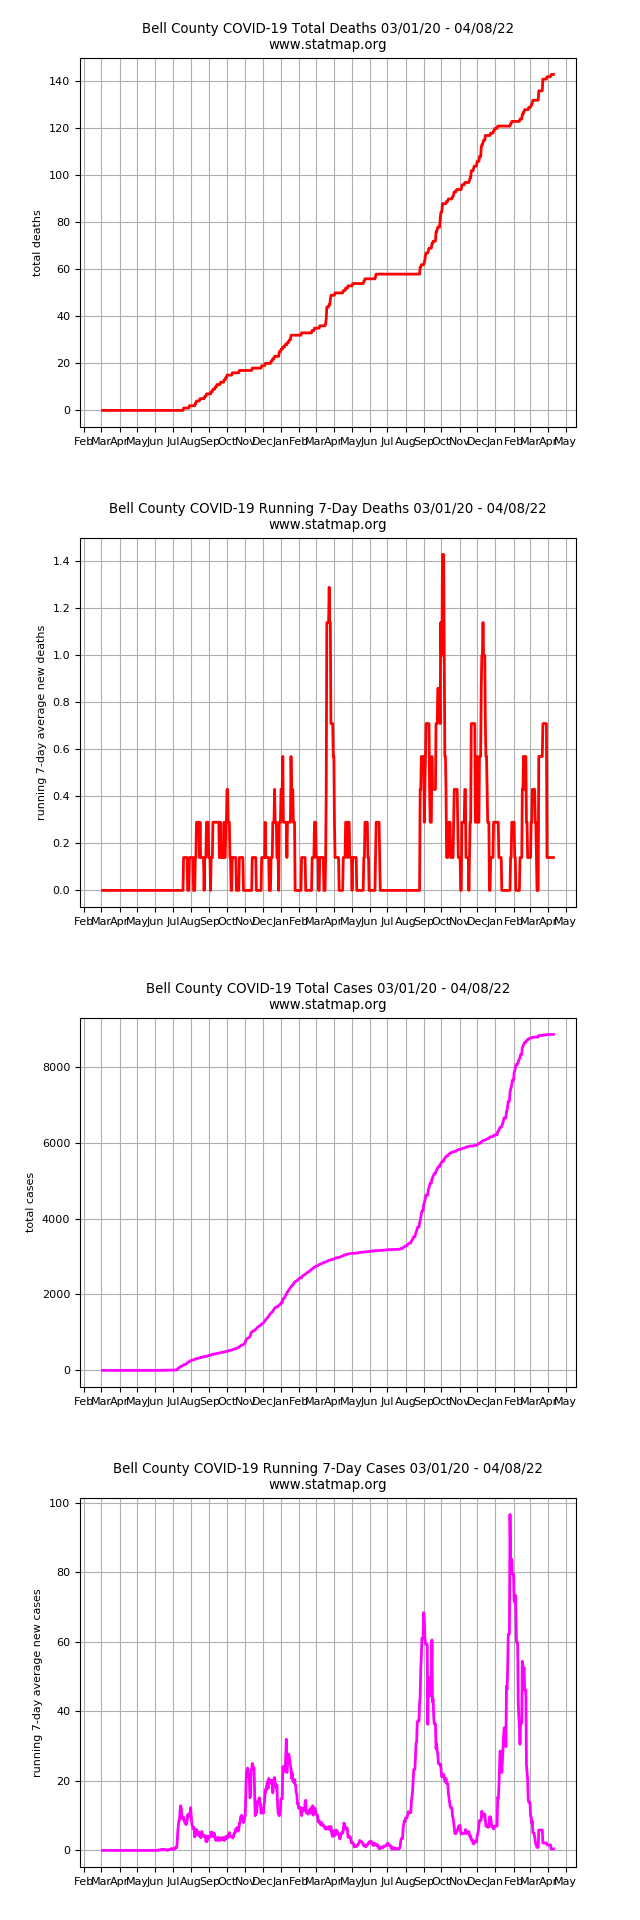 Bell County COVID-19 Total Deaths 03/01/20 - 04/08/22
www.statmap.org
140
120
100
80
60
40
20
0
total deaths
Feb Mar Apr May Jun Jul Aug Sep Oct Nov Dec Jan Feb Mar Apr May Jun Jul Aug Sep Oct Nov Dec Jan Feb Mar Apr May
Bell County COVID-19 Running 7-Day Deaths 03/01/20 - 04/08/22
www.statmap.org
1.4
1.2
1.0
0.8
0.6
0.4
0.2
0.0
running 7-day average new deaths
Feb Mar Apr May Jun Jul Aug Sep Oct Nov Dec Jan Feb Mar Apr May Jun Jul Aug Sep Oct Nov Dec Jan Feb Mar Apr May
Bell County COVID-19 Total Cases 03/01/20 - 04/08/22
www.statmap.org
8000
6000
4000
2000
0
total cases
Feb Mar Apr May Jun Jul Aug Sep Oct Nov Dec Jan Feb Mar Apr May Jun Jul Aug Sep Oct Nov Dec Jan Feb Mar Apr May
Bell County COVID-19 Running 7-Day Cases 03/01/20 - 04/08/22
www.statmap.org
100
80
60
40
20
0
running 7-day average new cases
Feb Mar Apr May Jun Jul Aug Sep Oct Nov Dec Jan Feb Mar Apr May Jun Jul Aug Sep Oct Nov Dec Jan Feb Mar Apr May